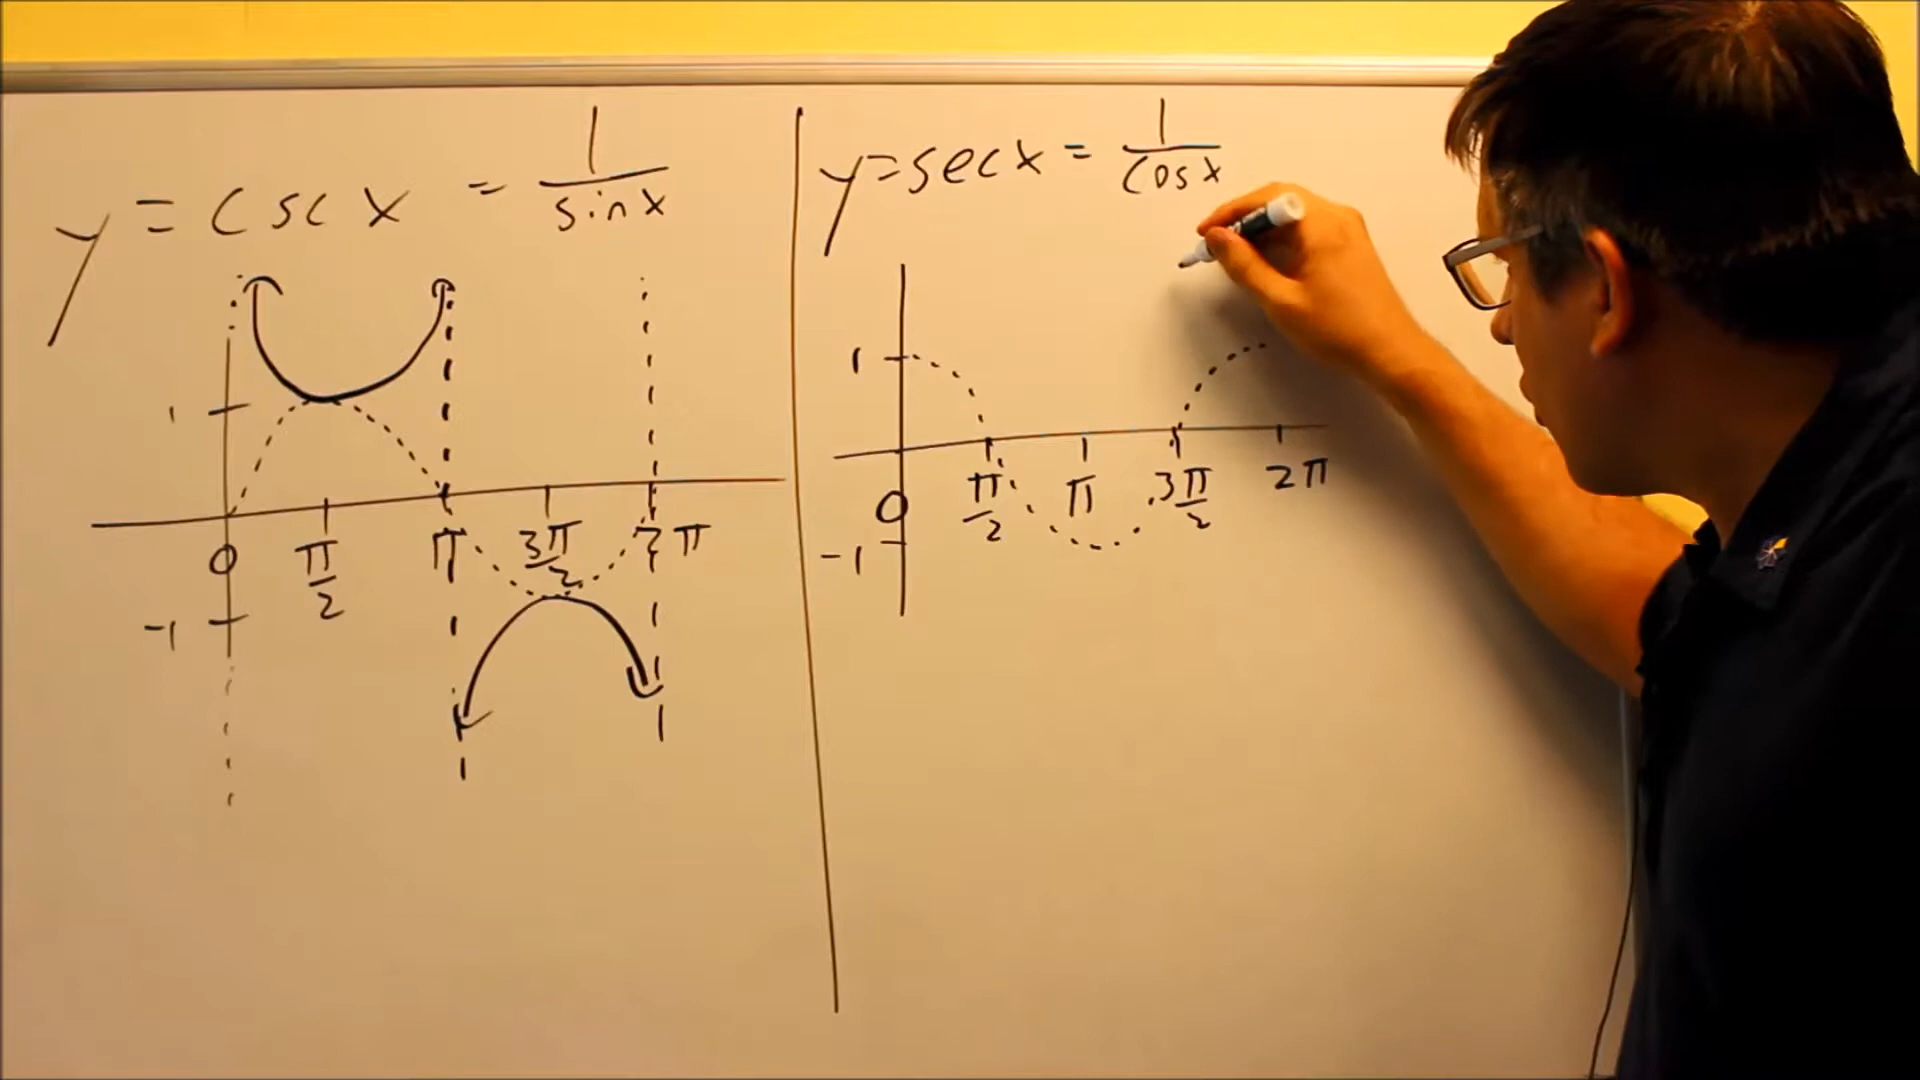 y = csc x = 1/sin x
1
0 π/2 π 3π/2 2π
-1
y = sec x = 1/cos x
1
0 π/2 π 3π/2 2π
-1